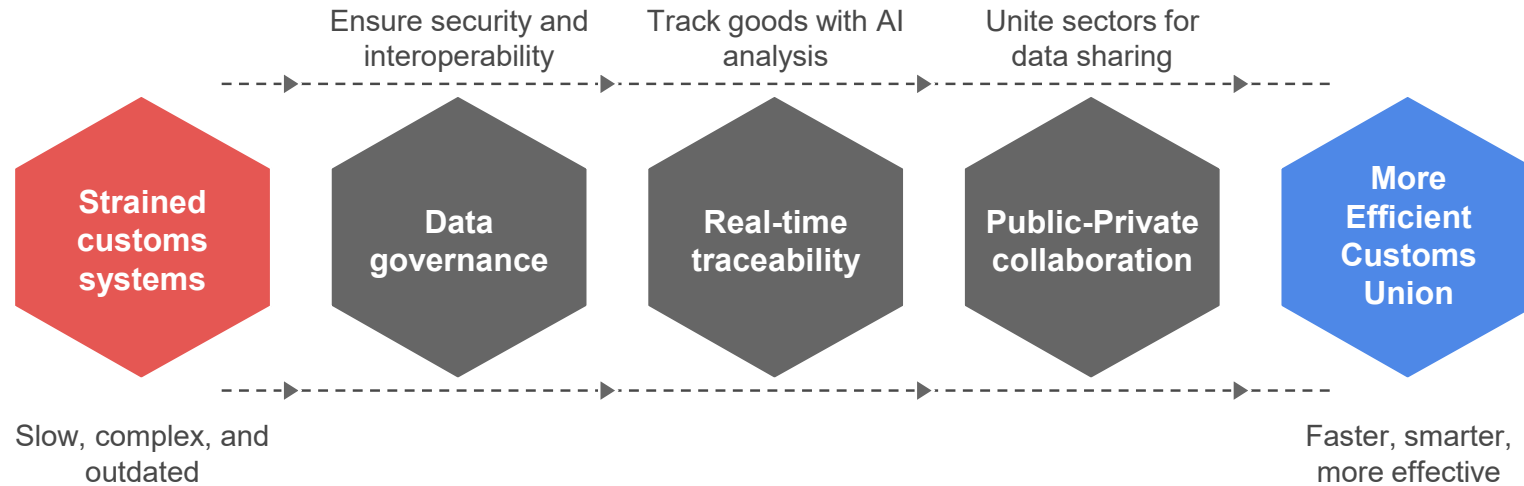 Ensure security and
interoperability
Track goods with AI
analysis
Unite sectors for
data sharing
Strained
customs
systems
Data
governance
Real-time
traceability
Public-Private
collaboration
More
Efficient
Customs
Union
Slow, complex, and
outdated
Faster, smarter,
more effective